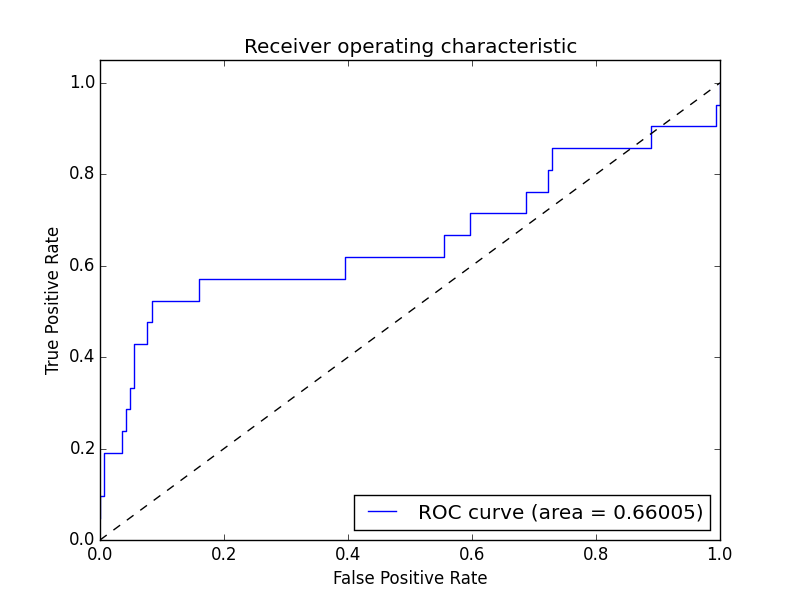 Receiver operating characteristic
1.0
0.8
0.6
0.4
0.2
0.0
True Positive Rate
ROC curve (area = 0.66005)
0.0 0.2 0.4 0.6 0.8 1.0
False Positive Rate